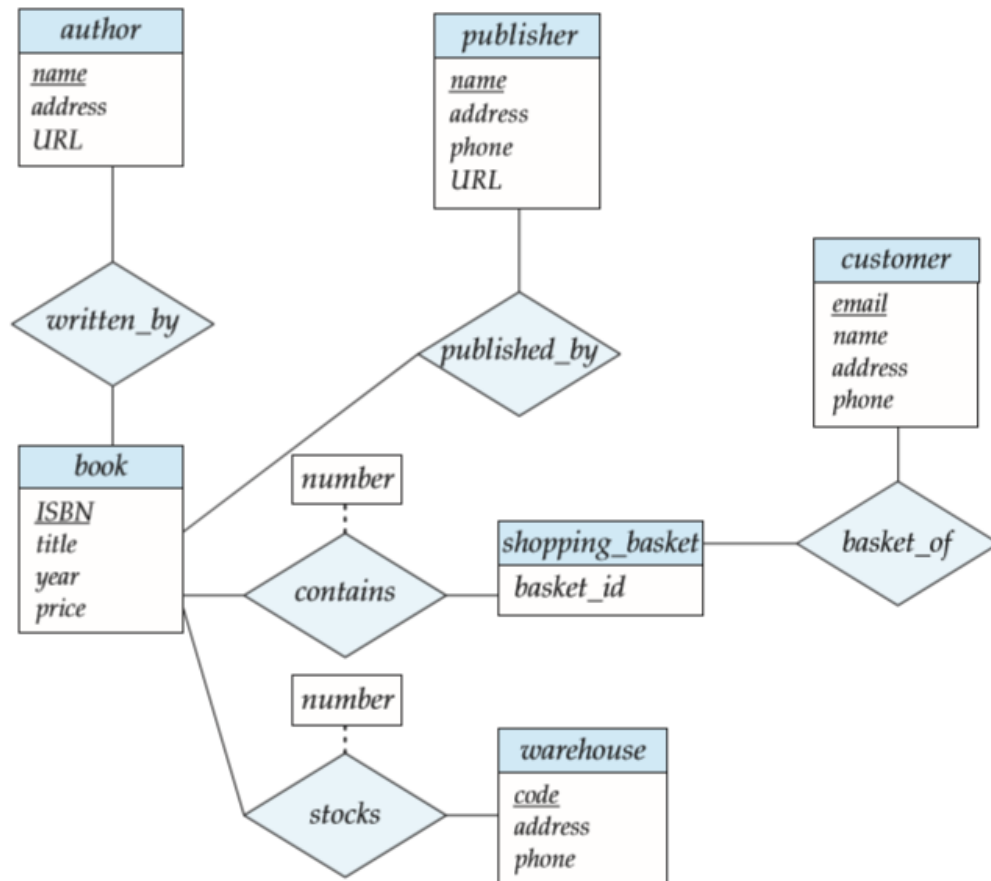 author
name
address
URL
publisher
name
address
phone
URL
customer
email
name
address
phone
written_by
published_by
book
ISBN
title
year
price
number
contains
shopping_basket
basket_id
basket_of
number
stocks
warehouse
code
address
phone